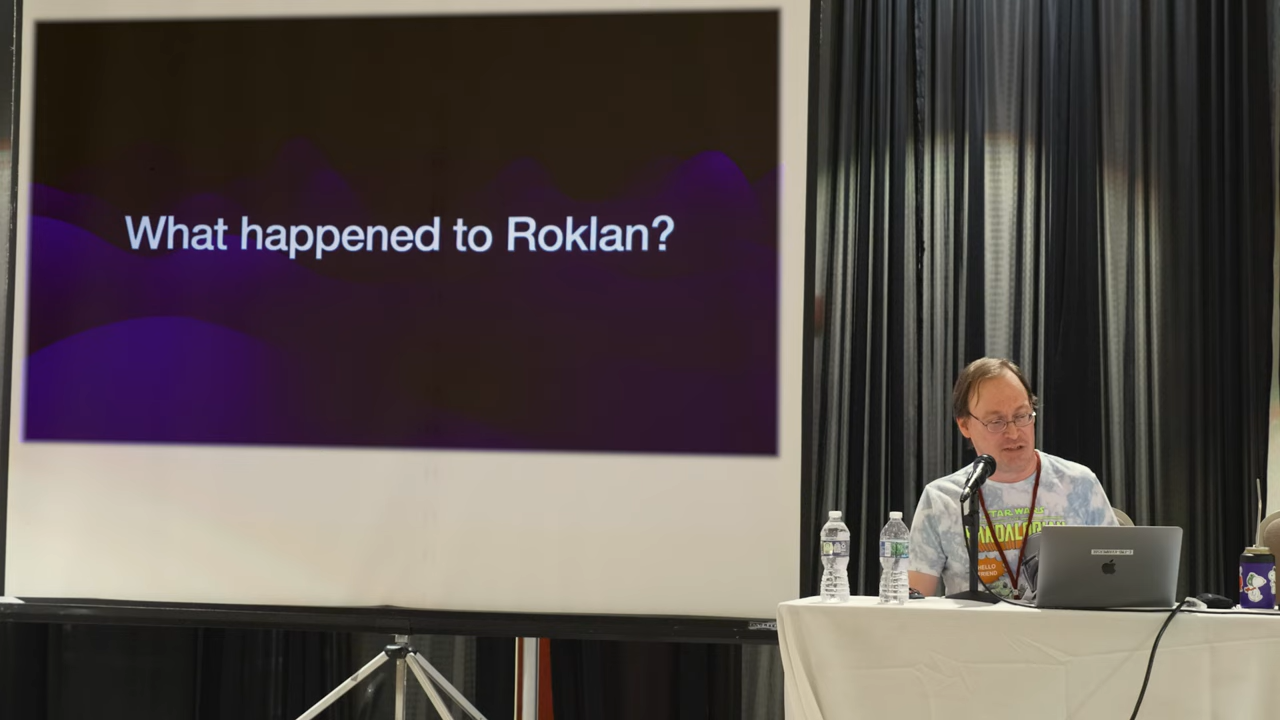 What happened to Roklan?
STAR WARS
MANDALORIAN
HELLO
FRIEND